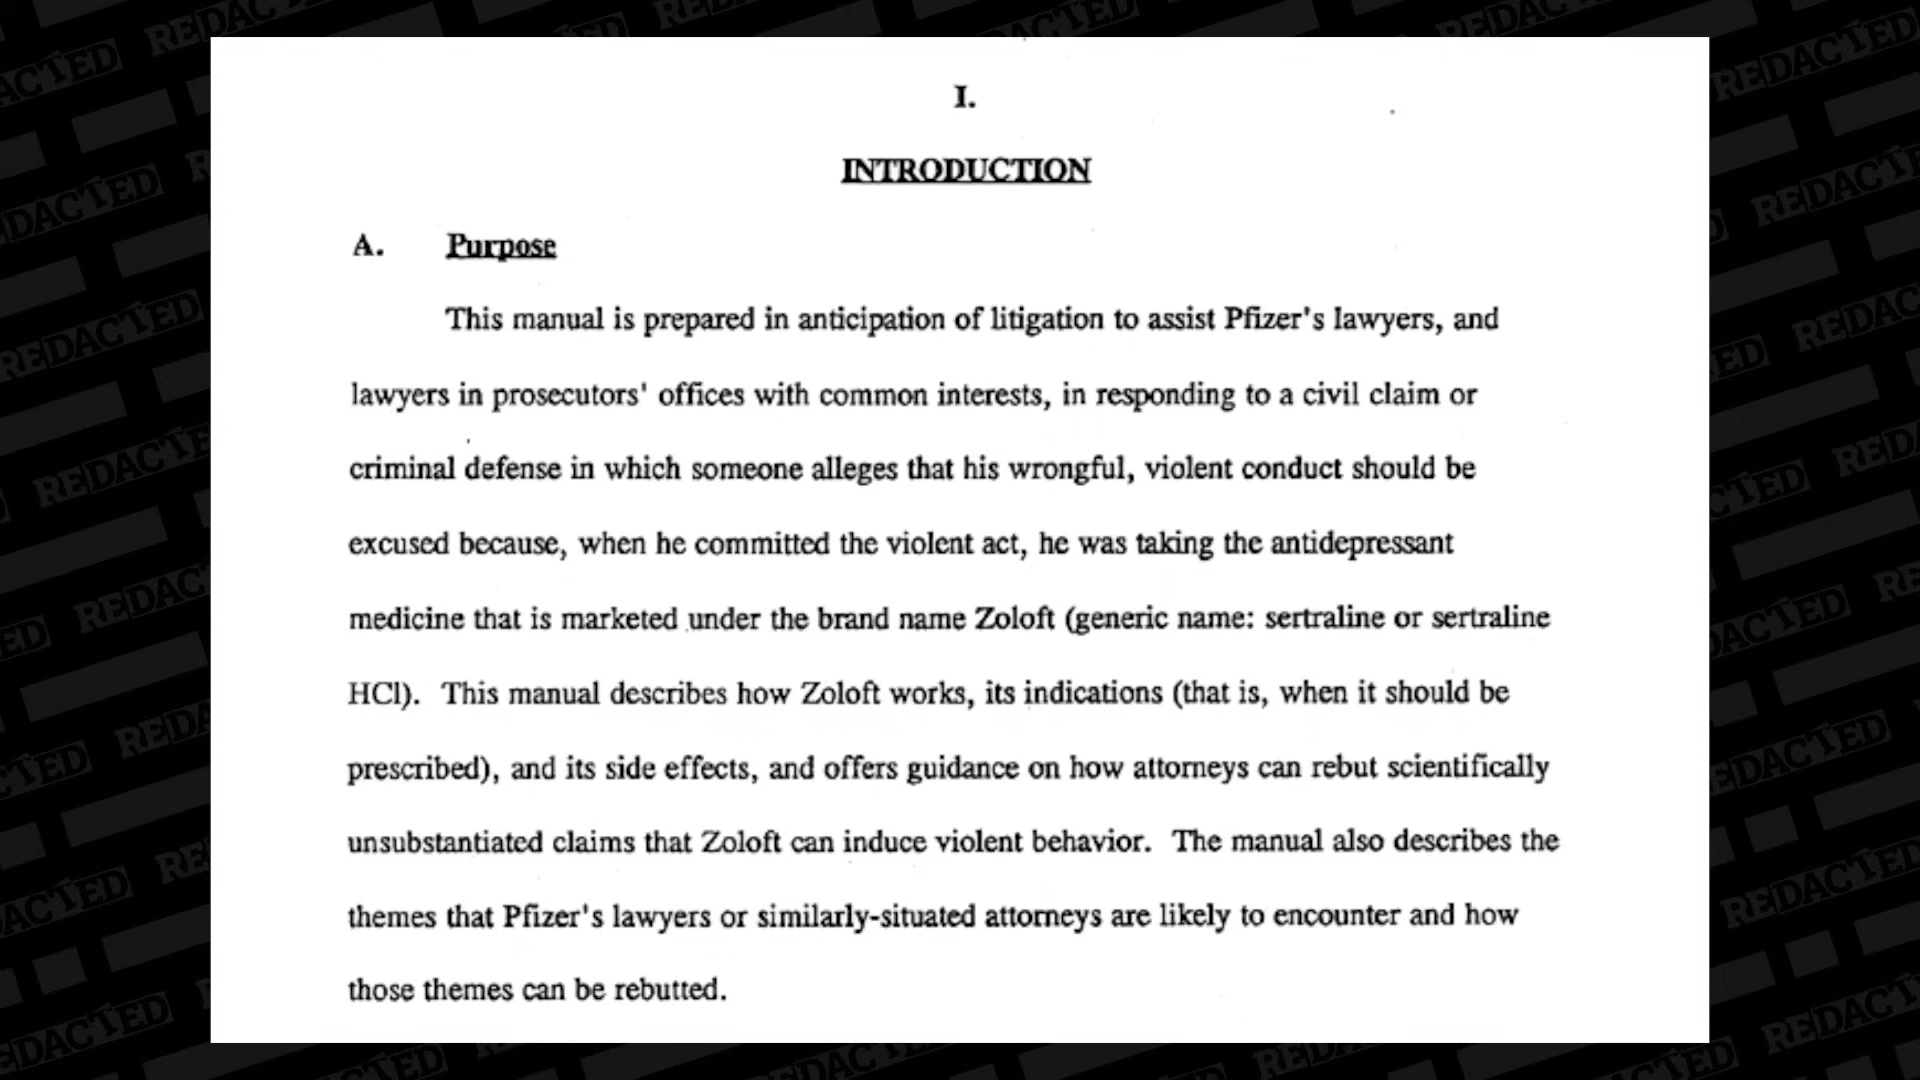 I.
INTRODUCTION
A. Purpose
This manual is prepared in anticipation of litigation to assist Pfizer's lawyers, and
lawyers in prosecutors' offices with common interests, in responding to a civil claim or
criminal defense in which someone alleges that his wrongful, violent conduct should be
excused because, when he committed the violent act, he was taking the antidepressant
medicine that is marketed under the brand name Zoloft (generic name: sertraline or sertraline
HCl). This manual describes how Zoloft works, its indications (that is, when it should be
prescribed), and its side effects, and offers guidance on how attorneys can rebut scientifically
unsubstantiated claims that Zoloft can induce violent behavior. The manual also describes the
themes that Pfizer's lawyers or similarly-situated attorneys are likely to encounter and how
those themes can be rebutted.
REDACTED